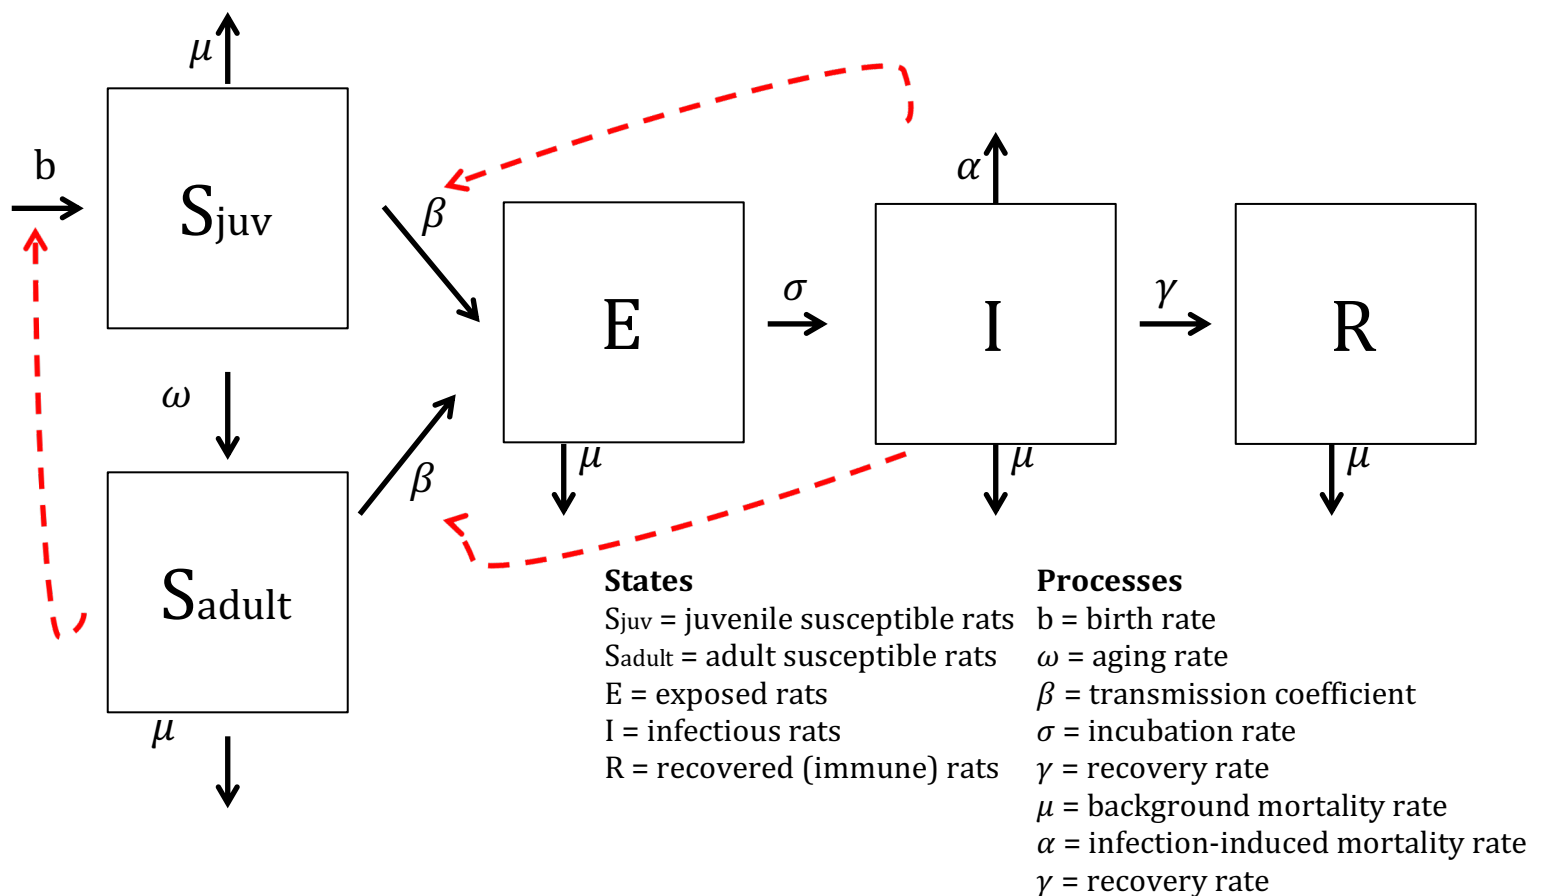 μ
b
Sjuv
β
α
E
σ
I
γ
R
ω
β
μ
μ
μ
Sadult
μ
States
Sjuv = juvenile susceptible rats
Sadult = adult susceptible rats
E = exposed rats
I = infectious rats
R = recovered (immune) rats
Processes
b = birth rate
ω = aging rate
β = transmission coefficient
σ = incubation rate
γ = recovery rate
μ = background mortality rate
α = infection-induced mortality rate
γ = recovery rate